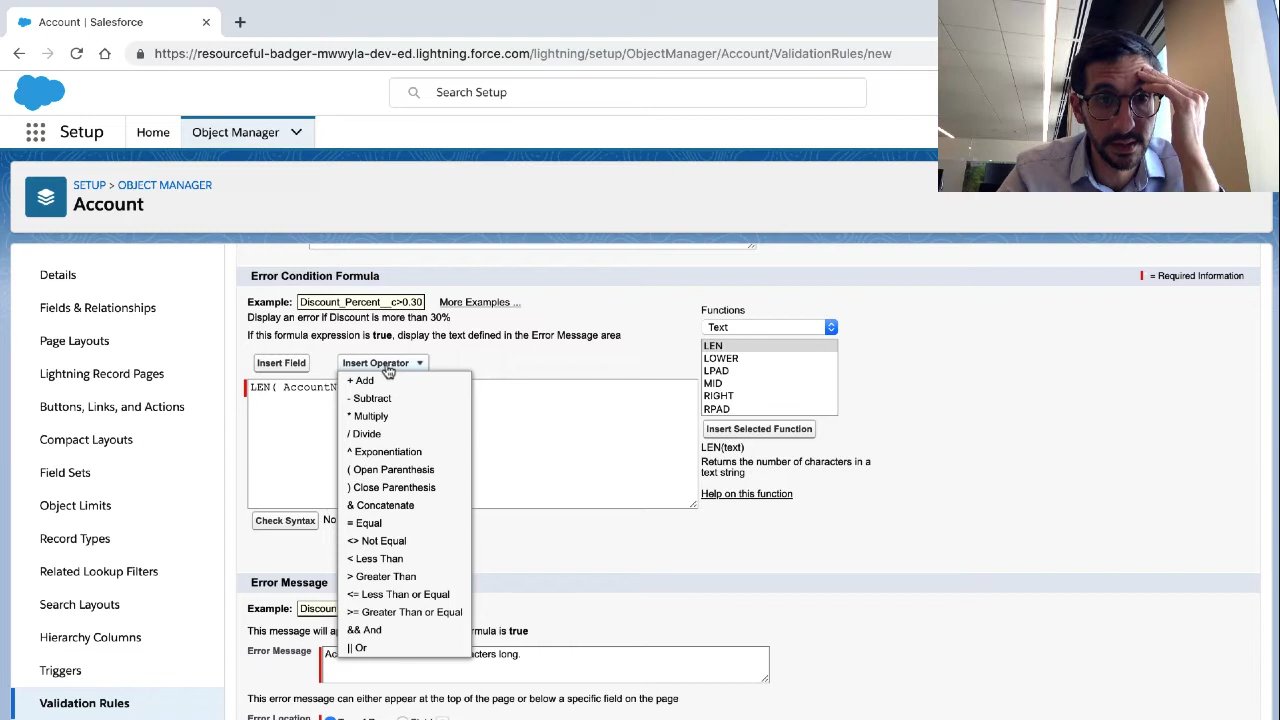 Account | Salesforce
https://resourceful-badger-mwwyla-dev-ed.lightning.force.com/lightning/setup/ObjectManager/Account/ValidationRules/new
Search Setup
Setup
Home
Object Manager
SETUP > OBJECT MANAGER
Account
Details
Fields & Relationships
Page Layouts
Lightning Record Pages
Buttons, Links, and Actions
Compact Layouts
Field Sets
Object Limits
Record Types
Related Lookup Filters
Search Layouts
Hierarchy Columns
Triggers
Validation Rules
Error Condition Formula
= Required Information
Example: Discount_Percent__c>0.30 More Examples ...
Display an error if Discount is more than 30%
If this formula expression is true, display the text defined in the Error Message area
Insert Field
Insert Operator
LEN( AccountN
+ Add
- Subtract
* Multiply
/ Divide
^ Exponentiation
( Open Parenthesis
) Close Parenthesis
& Concatenate
= Equal
<> Not Equal
< Less Than
> Greater Than
<= Less Than or Equal
>= Greater Than or Equal
&& And
|| Or
Functions
Text
LEN
LOWER
LPAD
MID
RIGHT
RPAD
Insert Selected Function
LEN(text)
Returns the number of characters in a
text string
Help on this function
Check Syntax No
Error Message
Example: Discoun
This message will ap ormula is true
Error Message
Ac cters long.
This error message can either appear at the top of the page or below a specific field on the page
Error Location